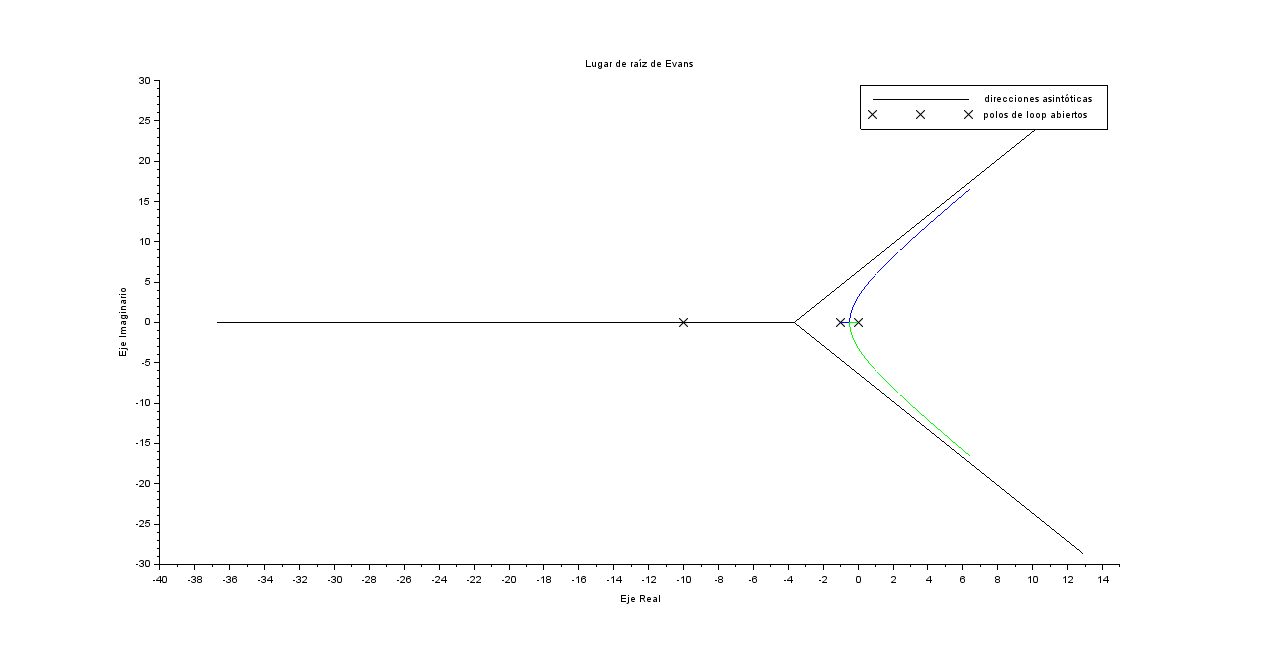 Lugar de raíz de Evans
direcciones asintóticas
polos de loop abiertos
30
25
20
15
10
5
0
-5
-10
-15
-20
-25
-30
Eje Imaginario
-40 -38 -36 -34 -32 -30 -28 -26 -24 -22 -20 -18 -16 -14 -12 -10 -8 -6 -4 -2 0 2 4 6 8 10 12 14
Eje Real